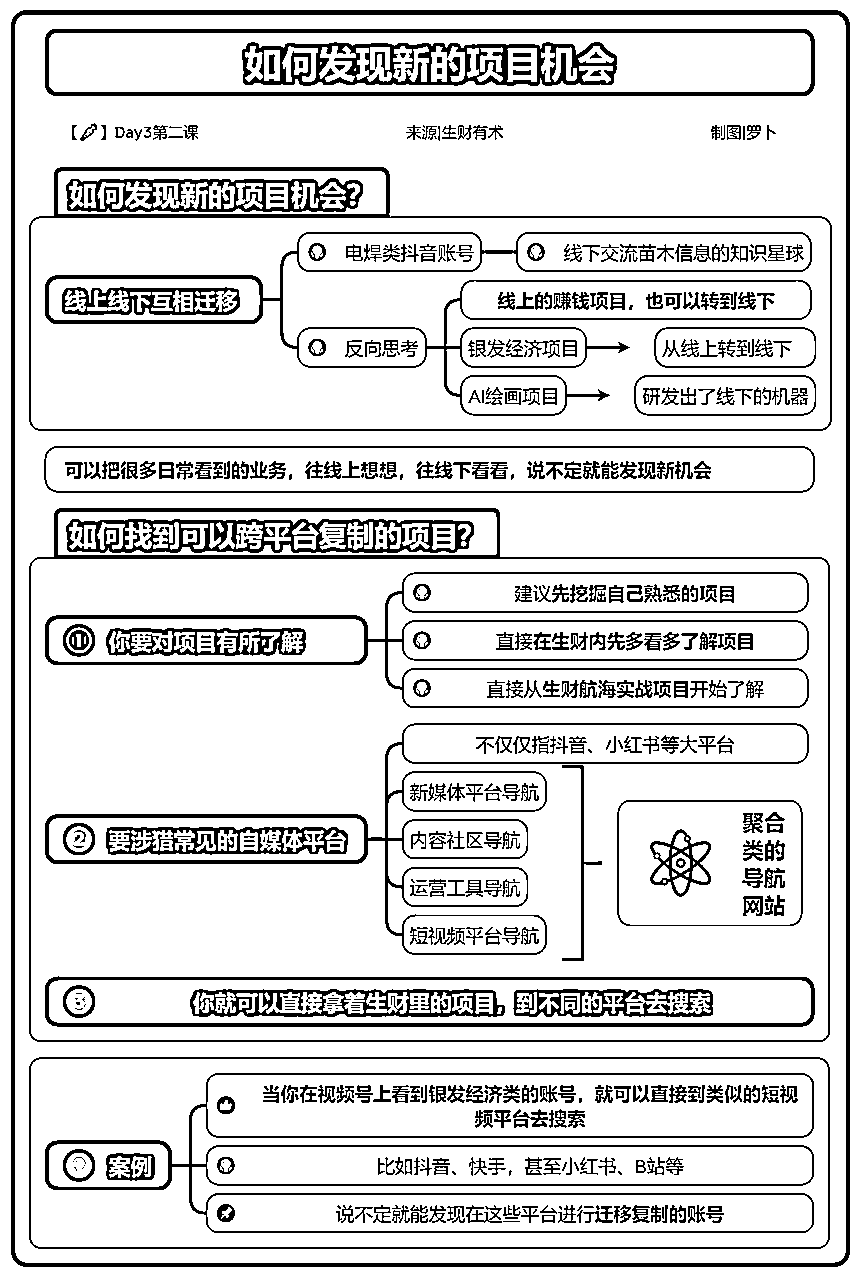 如何发现新的项目机会
【】Day3第二课
来源|生财有术
制图|萝卜
如何发现新的项目机会？
线上线下互相迁移
电焊类抖音账号
线下交流苗木信息的知识星球
反向思考
线上的赚钱项目，也可以转到线下
银发经济项目
从线上转到线下
AI绘画项目
研发出了线下的机器
可以把很多日常看到的业务，往线上想想，往线下看看，说不定就能发现新机会
如何找到可以跨平台复制的项目？
① 你要对项目有所了解
建议先挖掘自己熟悉的项目
直接在生财内先多看多了解项目
直接从生财航海实战项目开始了解
② 要涉猎常见的自媒体平台
不仅仅指抖音、小红书等大平台
新媒体平台导航
内容社区导航
运营工具导航
短视频平台导航
聚合
类的
导航
网站
③ 你就可以直接拿着生财里的项目，到不同的平台去搜索
案例
当你在视频号上看到银发经济类的账号，就可以直接到类似的短视
频平台去搜索
比如抖音、快手，甚至小红书、B站等
说不定就能发现在这些平台进行迁移复制的账号